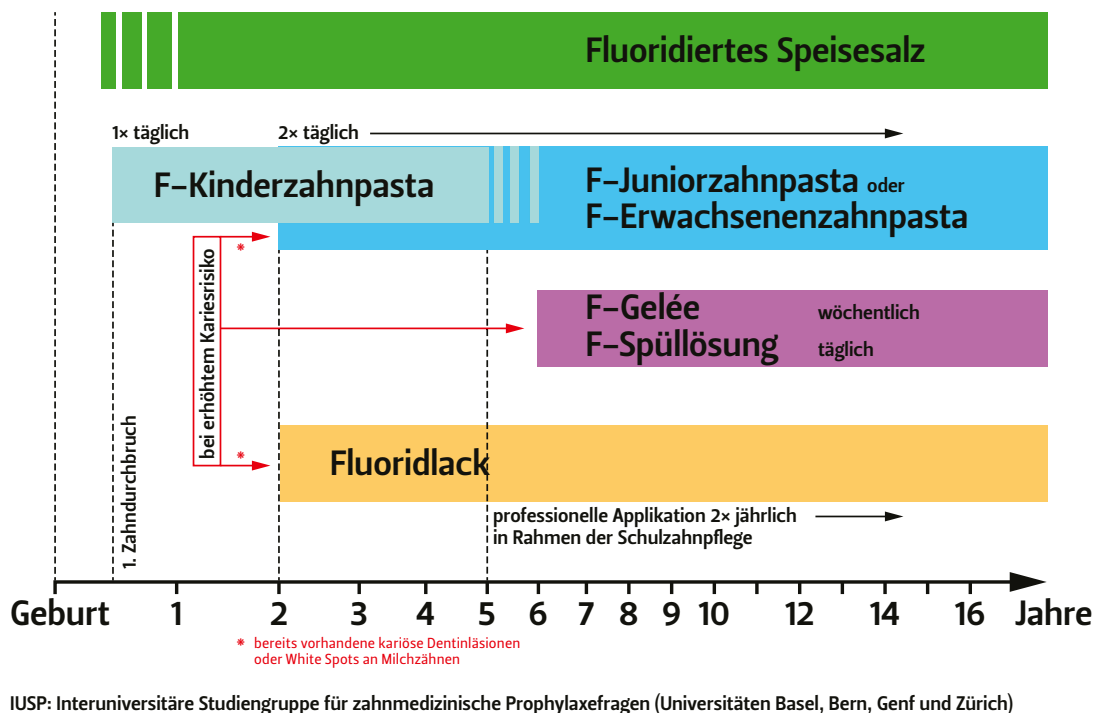 Fluoridiertes Speisesalz
1× täglich
2× täglich
F–Kinderzahnpasta
F–Juniorzahnpasta oder
F–Erwachsenenzahnpasta
*
bei erhöhtem Kariesrisiko
F–Gelée wöchentlich
F–Spüllösung täglich
*
Fluoridlack
1. Zahndurchbruch
professionelle Applikation 2× jährlich
in Rahmen der Schulzahnpflege
Geburt 1 2 3 4 5 6 7 8 9 10 12 14 16 Jahre
* bereits vorhandene kariöse Dentinläsionen
oder White Spots an Milchzähnen
IUSP: Interuniversitäre Studiengruppe für zahnmedizinische Prophylaxefragen (Universitäten Basel, Bern, Genf und Zürich)